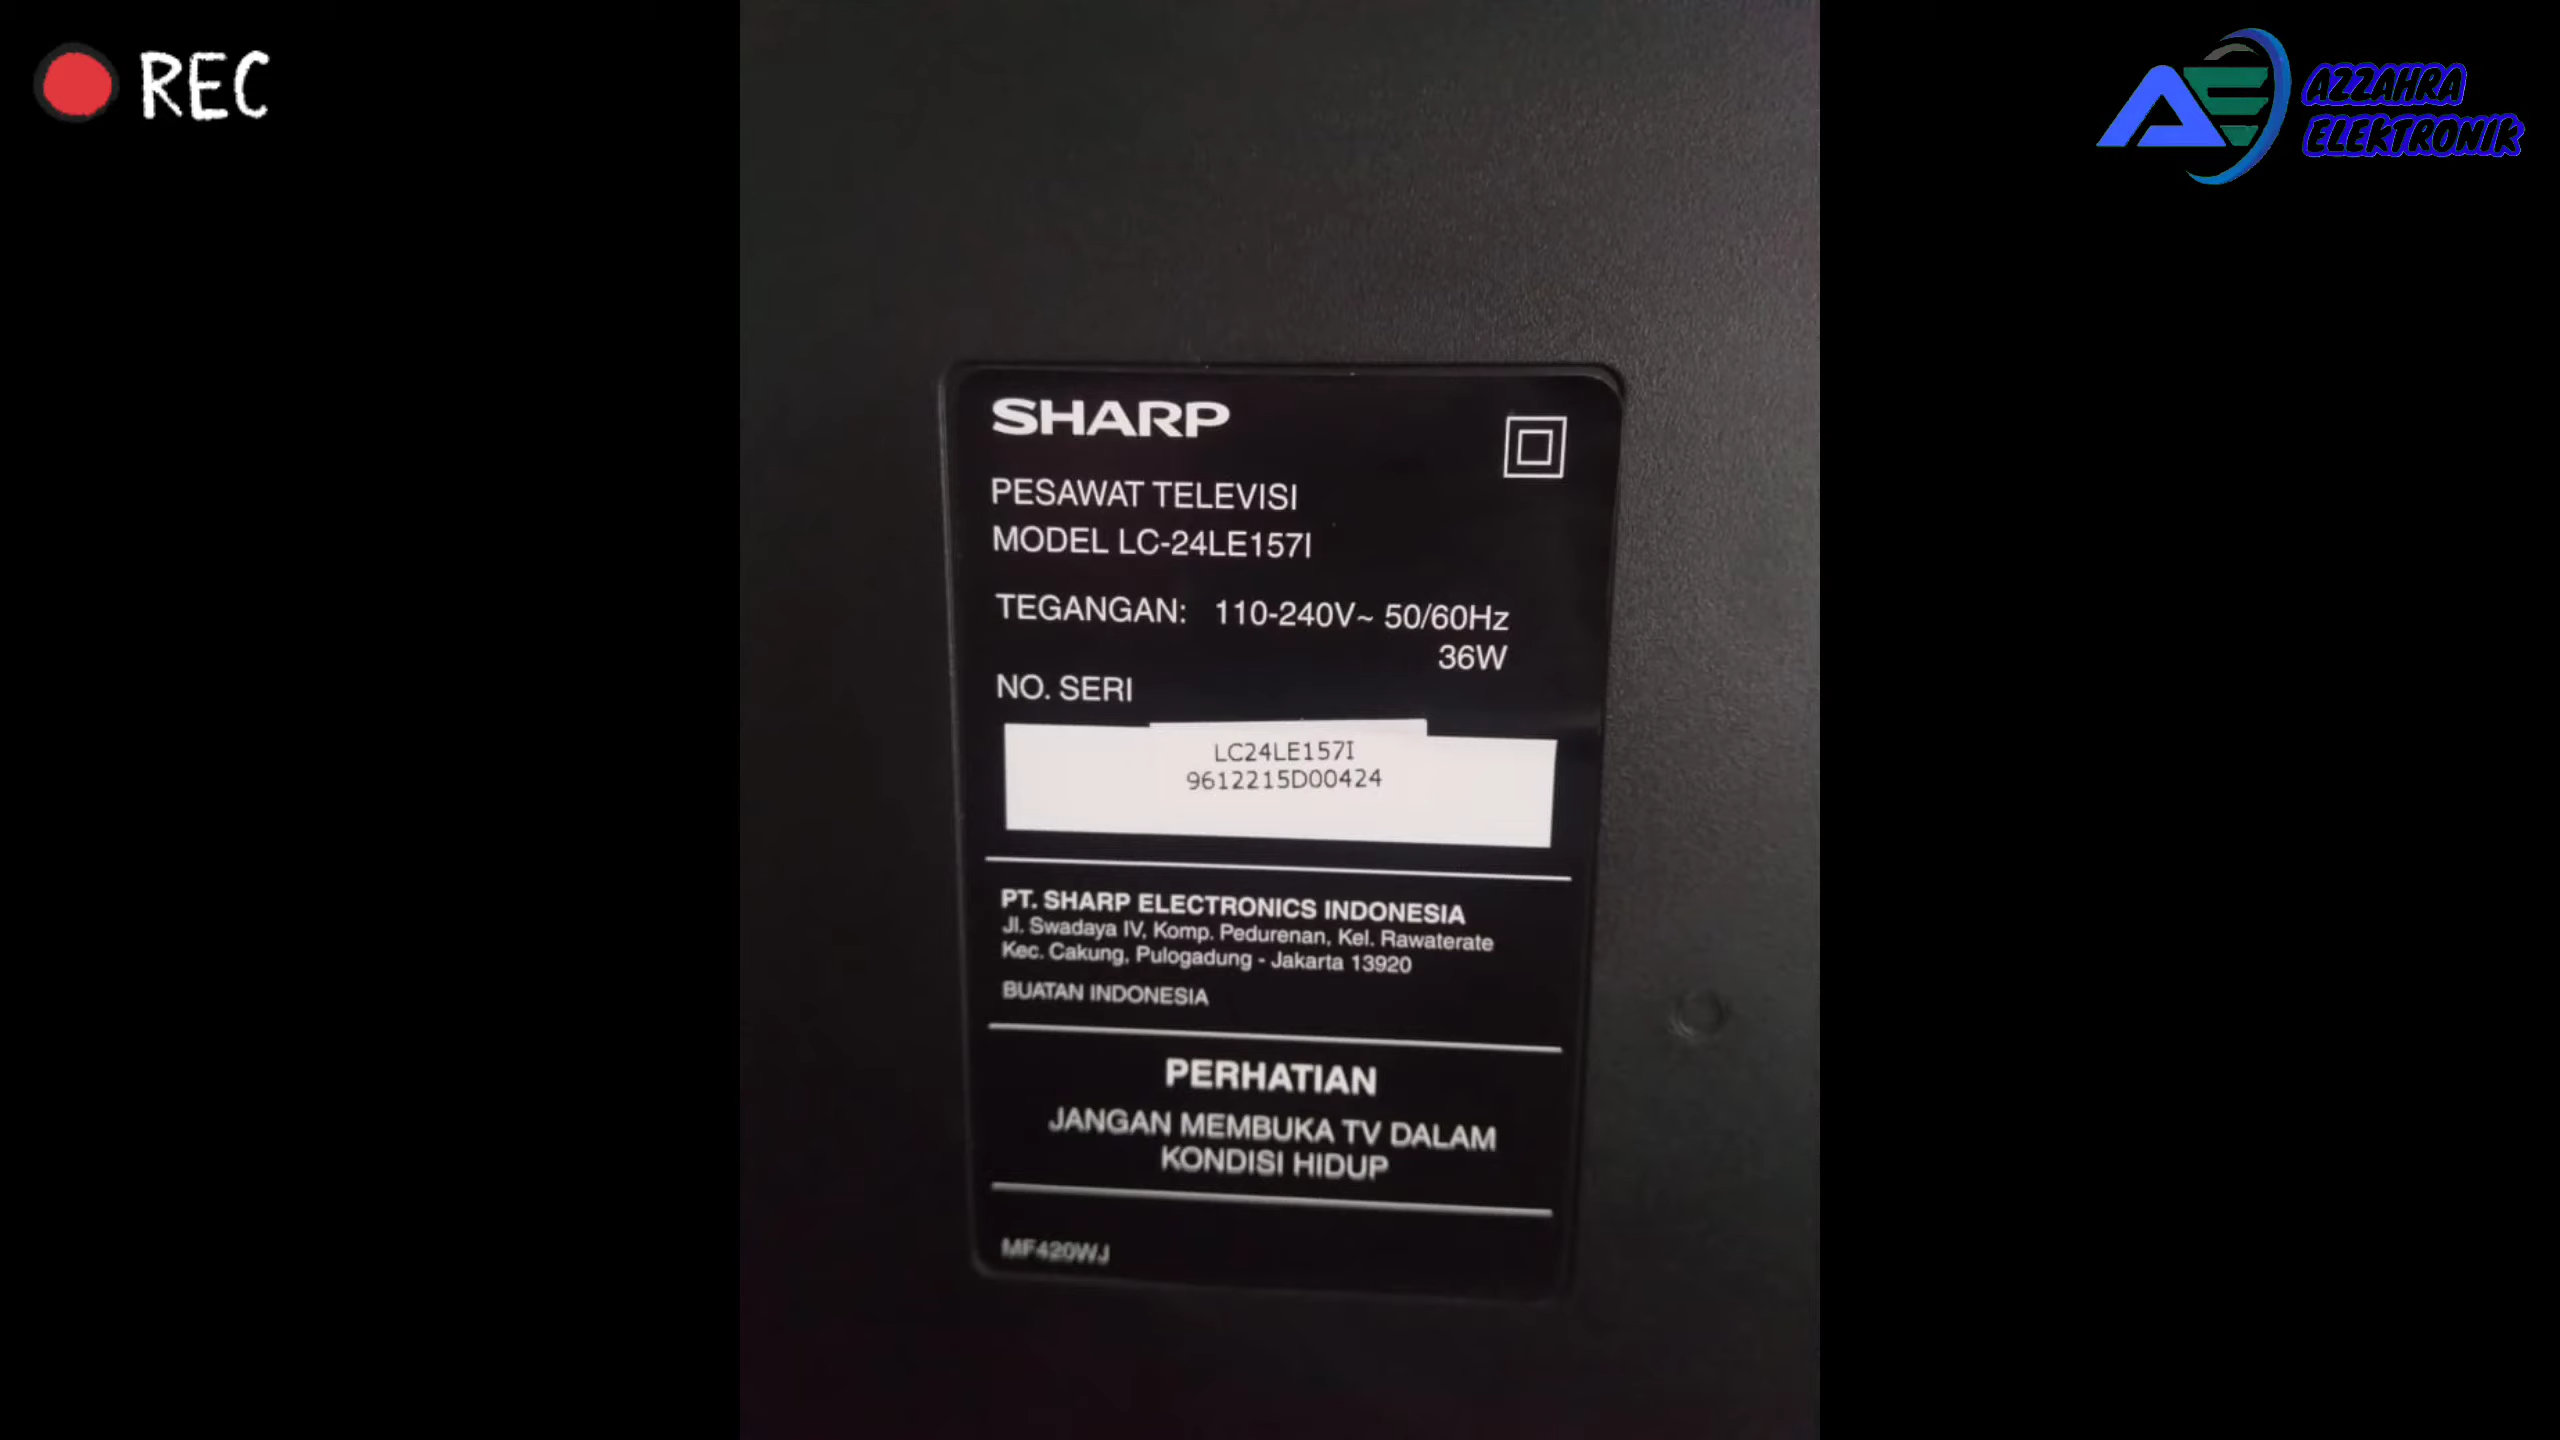 REC
AZZAHRA
ELEKTRONIK
SHARP
PESAWAT TELEVISI
MODEL LC-24LE157I
TEGANGAN: 110-240V~ 50/60Hz
36W
NO. SERI
LC24LE157I
9612215D00424
PT. SHARP ELECTRONICS INDONESIA
Jl. Swadaya IV, Komp. Pedurenan, Kel. Rawaterate
Kec. Cakung, Pulogadung - Jakarta 13920
BUATAN INDONESIA
PERHATIAN
JANGAN MEMBUKA TV DALAM
KONDISI HIDUP
MF420WJ